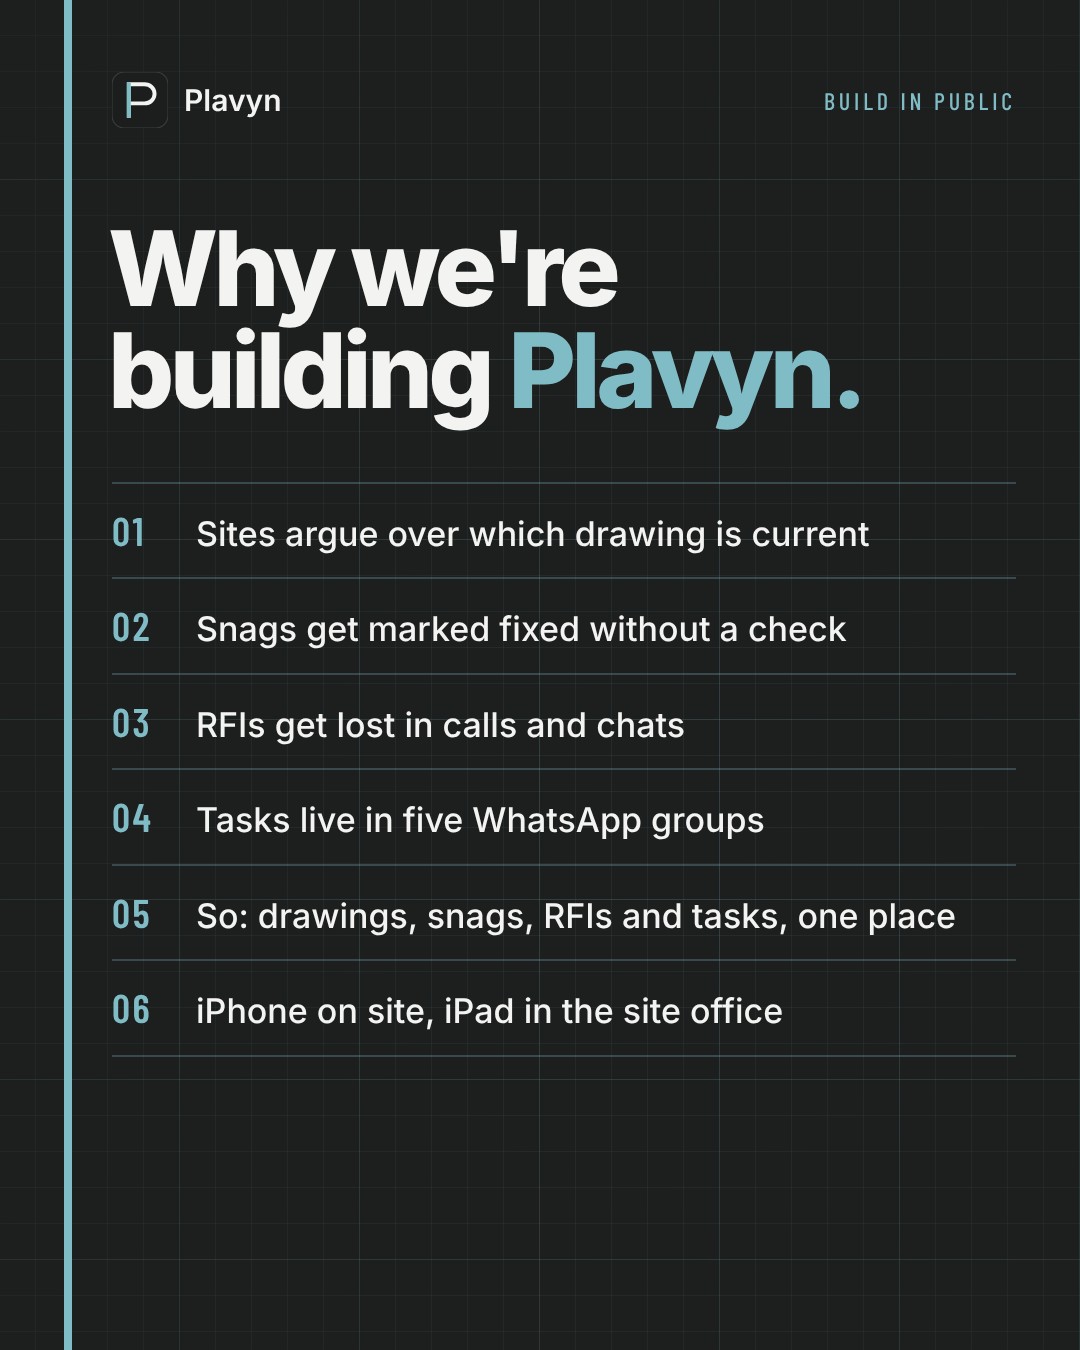 Plavyn
BUILD IN PUBLIC
Why we're
building Plavyn.
01 Sites argue over which drawing is current
02 Snags get marked fixed without a check
03 RFIs get lost in calls and chats
04 Tasks live in five WhatsApp groups
05 So: drawings, snags, RFIs and tasks, one place
06 iPhone on site, iPad in the site office